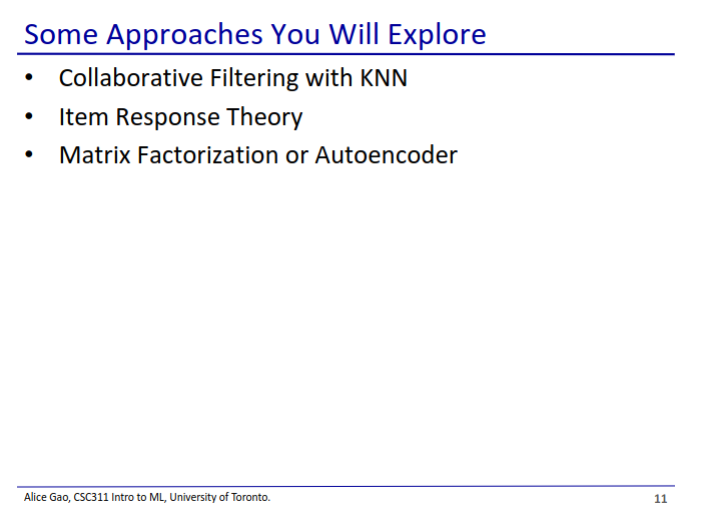 Some Approaches You Will Explore
• Collaborative Filtering with KNN
• Item Response Theory
• Matrix Factorization or Autoencoder
Alice Gao, CSC311 Intro to ML, University of Toronto.
11